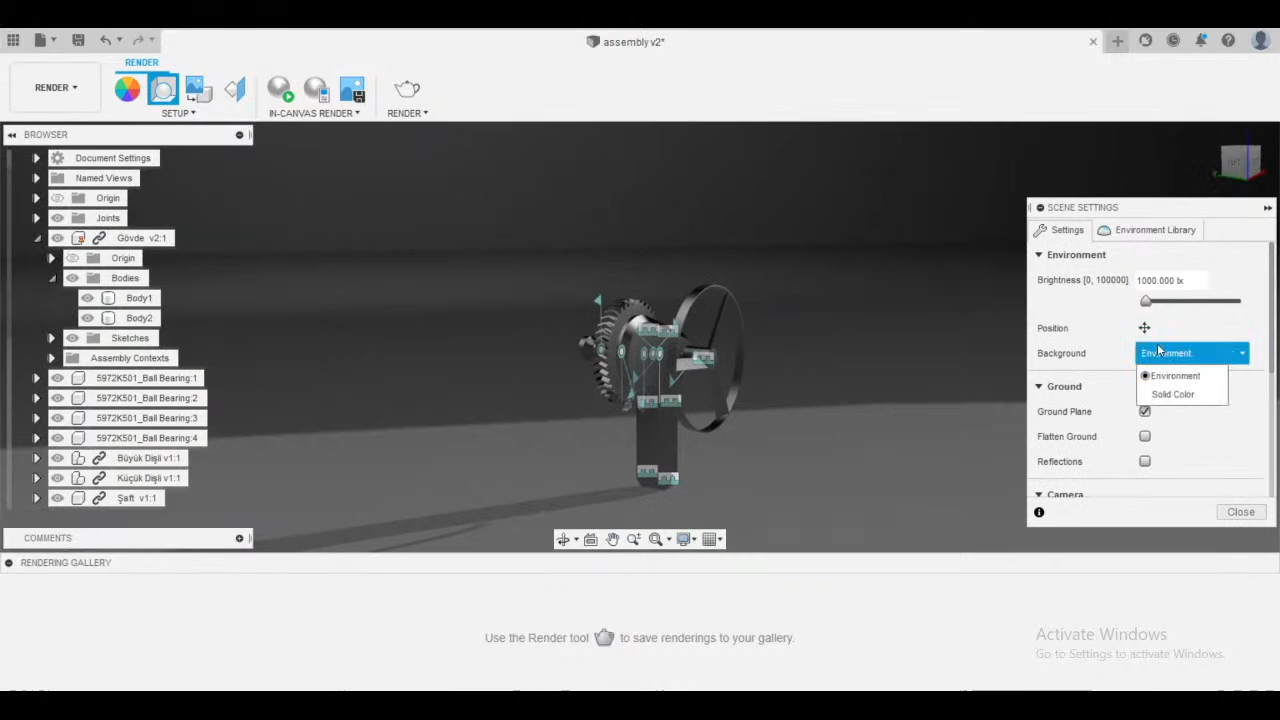 assembly v2*
RENDER
RENDER
SETUP
IN-CANVAS RENDER
RENDER
BROWSER
Document Settings
Named Views
Origin
Joints
Gövde v2:1
Origin
Bodies
Body1
Body2
Sketches
Assembly Contexts
5972K501_Ball Bearing:1
5972K501_Ball Bearing:2
5972K501_Ball Bearing:3
5972K501_Ball Bearing:4
Büyük Dişli v1:1
Küçük Dişli v1:1
Şaft v1:1
COMMENTS
SCENE SETTINGS
Settings
Environment Library
Environment
Brightness [0, 100000]
1000.000 lx
Position
Background
Environment
Environment
Solid Color
Ground
Ground Plane
Flatten Ground
Reflections
Camera
Close
RENDERING GALLERY
Use the Render tool to save renderings to your gallery.
Activate Windows
Go to Settings to activate Windows.